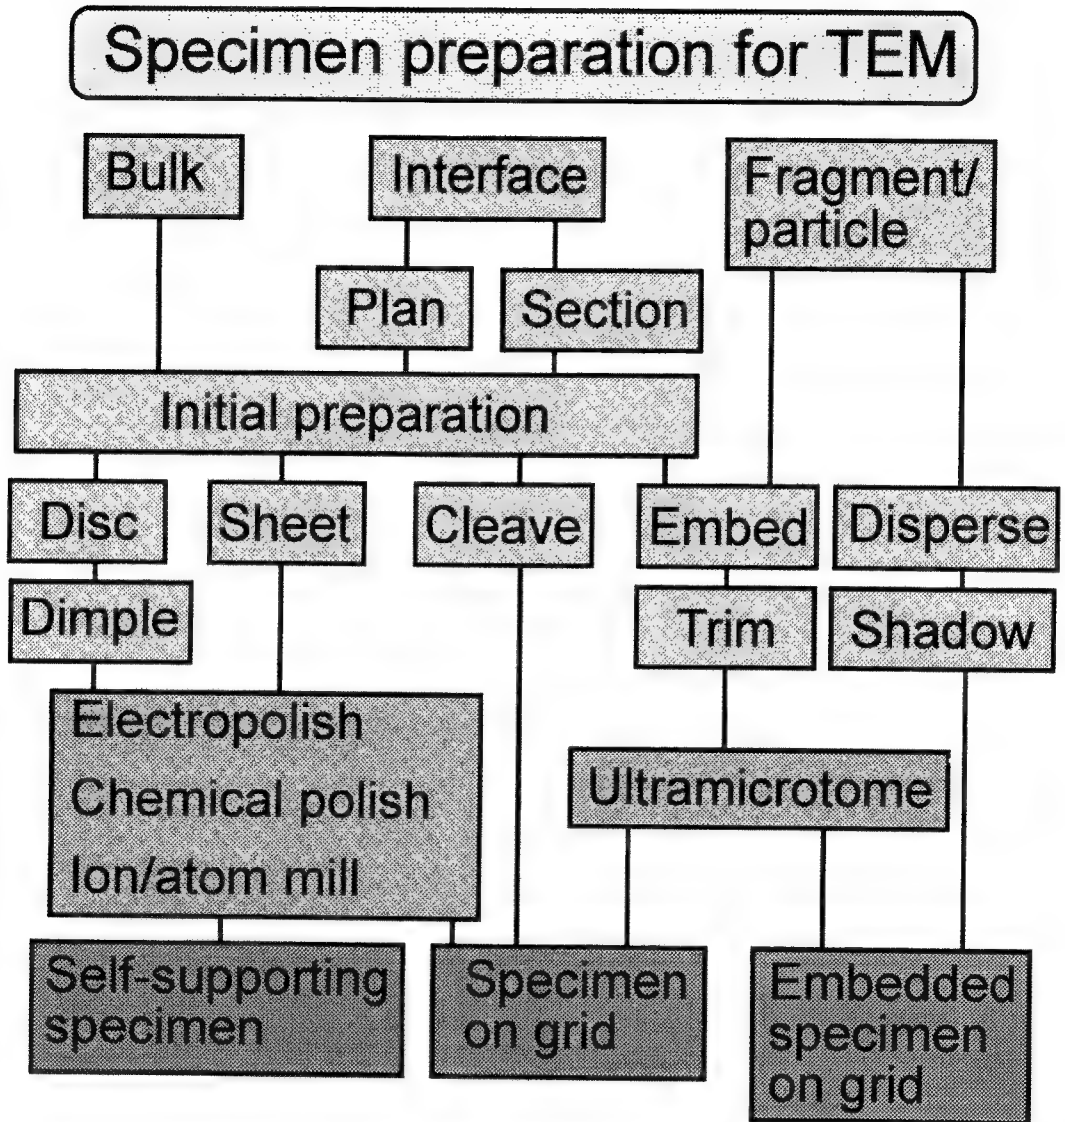 Specimen preparation for TEM
Bulk
Interface
Fragment/
particle
Plan
Section
Initial preparation
Disc
Sheet
Cleave
Embed
Disperse
Dimple
Trim
Shadow
Electropolish
Chemical polish
Ion/atom mill
Ultramicrotome
Self-supporting
specimen
Specimen
on grid
Embedded
specimen
on grid